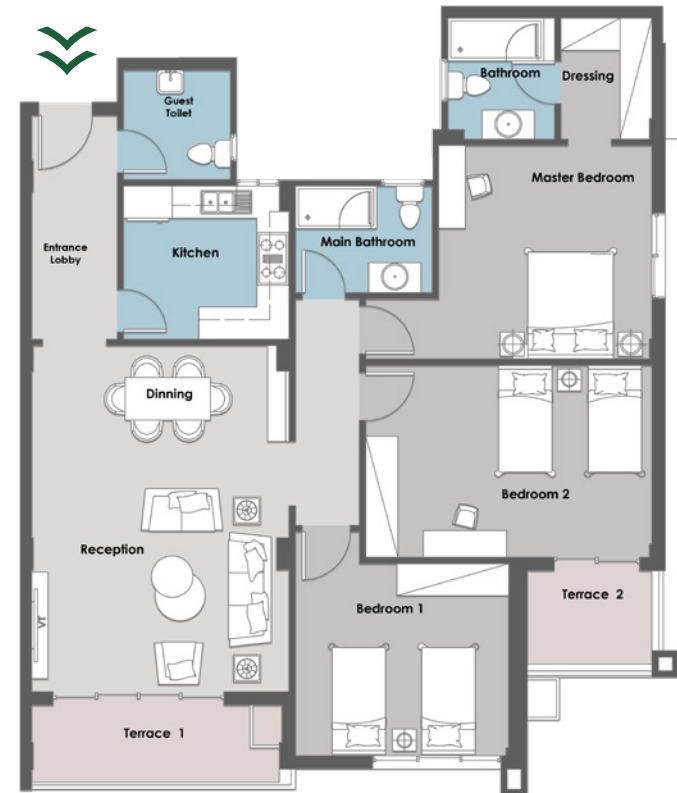 Guest
Toilet
Bathroom
Dressing
Master Bedroom
Entrance
Lobby
Kitchen
Main Bathroom
Dinning
Bedroom 2
Reception
Bedroom 1
Terrace 2
VT
Terrace 1